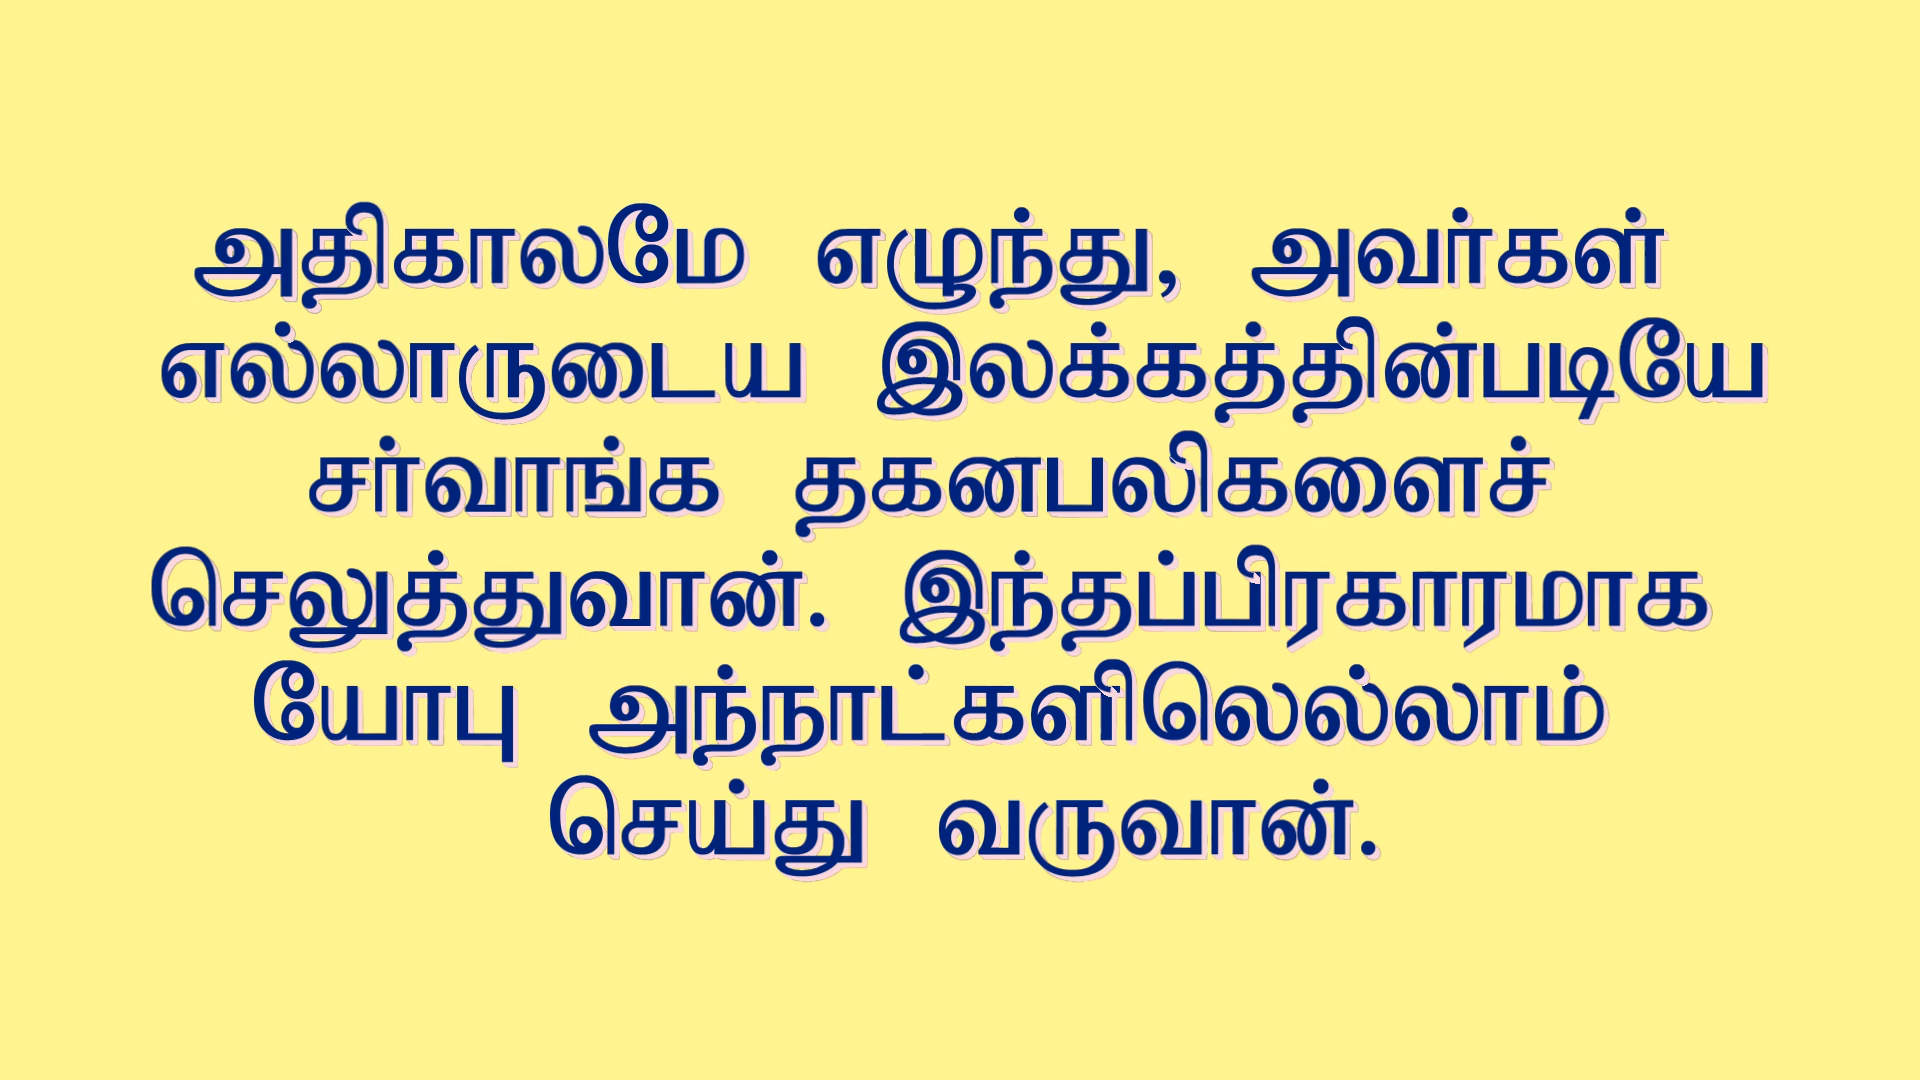 அதிகாலமே எழுந்து, அவர்கள்
எல்லாருடைய இலக்கத்தின்படியே
சர்வாங்க தகனபலிகளைச்
செலுத்துவான். இந்தப்பிரகாரமாக
யோபு அந்நாட்களிலெல்லாம்
செய்து வருவான்.